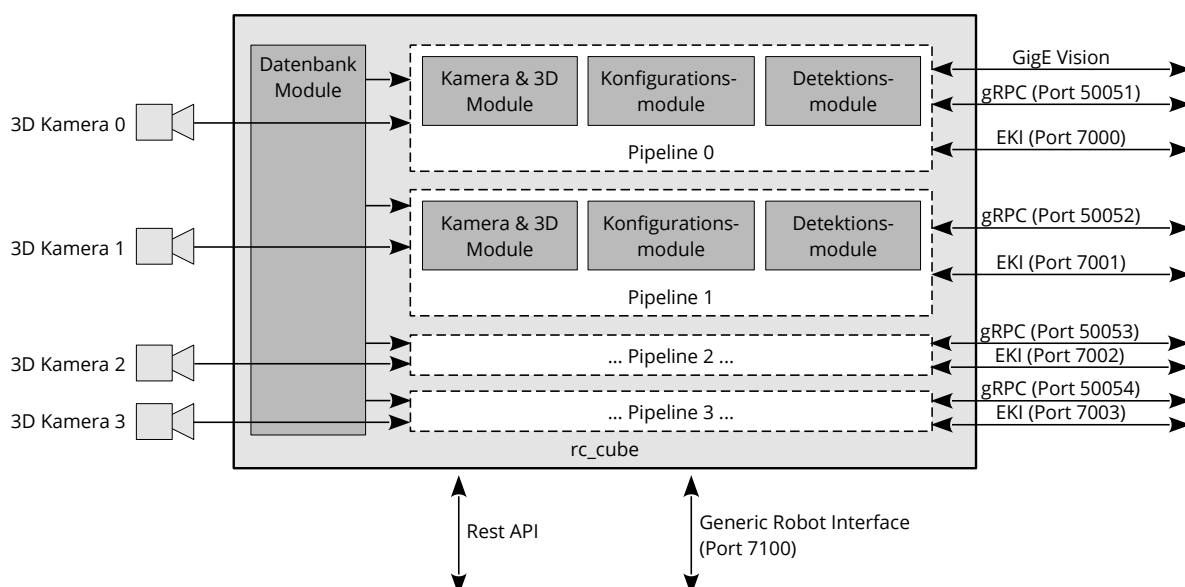 Datenbank
Module
3D Kamera 0
3D Kamera 1
3D Kamera 2
3D Kamera 3
Kamera & 3D
Module
Konfigurations-
module
Detektions-
module
Pipeline 0
Kamera & 3D
Module
Konfigurations-
module
Detektions-
module
Pipeline 1
... Pipeline 2 ...
... Pipeline 3 ...
rc_cube
GigE Vision
gRPC (Port 50051)
EKI (Port 7000)
gRPC (Port 50052)
EKI (Port 7001)
gRPC (Port 50053)
EKI (Port 7002)
gRPC (Port 50054)
EKI (Port 7003)
Rest API
Generic Robot Interface
(Port 7100)